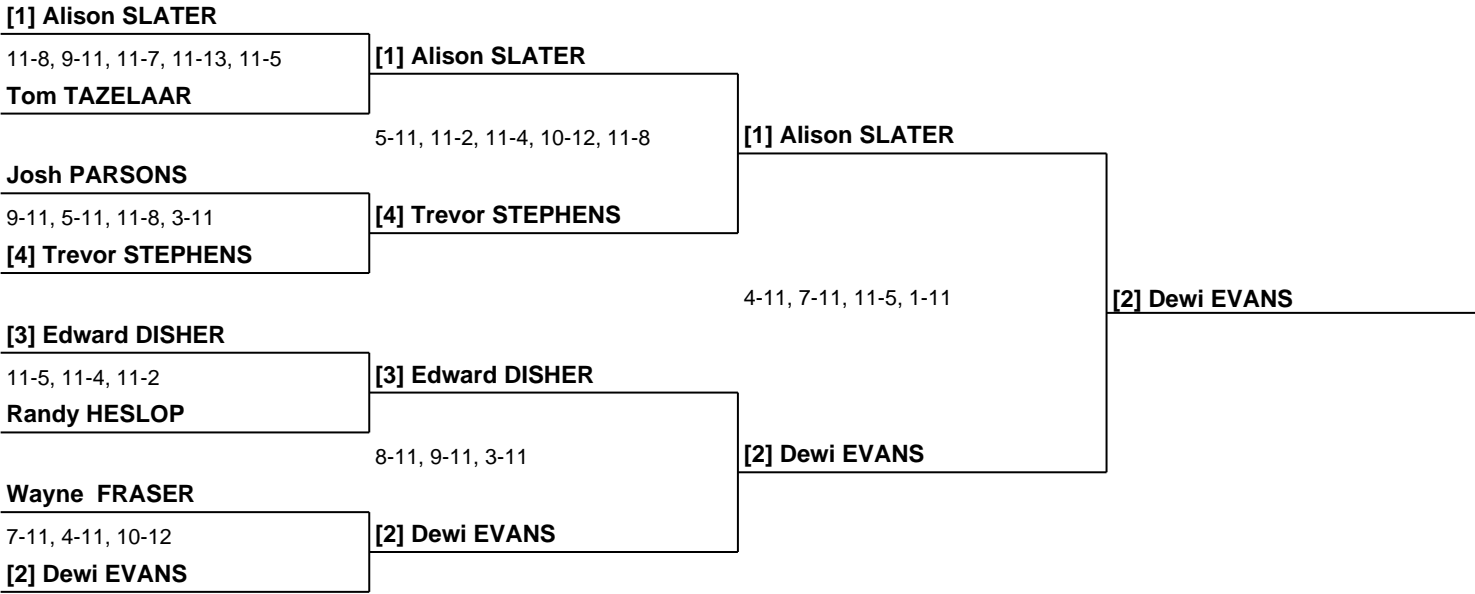 [1] Alison SLATER
11-8, 9-11, 11-7, 11-13, 11-5
[1] Alison SLATER
Tom TAZELAAR
5-11, 11-2, 11-4, 10-12, 11-8
[1] Alison SLATER
Josh PARSONS
9-11, 5-11, 11-8, 3-11
[4] Trevor STEPHENS
[4] Trevor STEPHENS
4-11, 7-11, 11-5, 1-11
[2] Dewi EVANS
[3] Edward DISHER
11-5, 11-4, 11-2
[3] Edward DISHER
Randy HESLOP
8-11, 9-11, 3-11
[2] Dewi EVANS
Wayne  FRASER
7-11, 4-11, 10-12
[2] Dewi EVANS
[2] Dewi EVANS